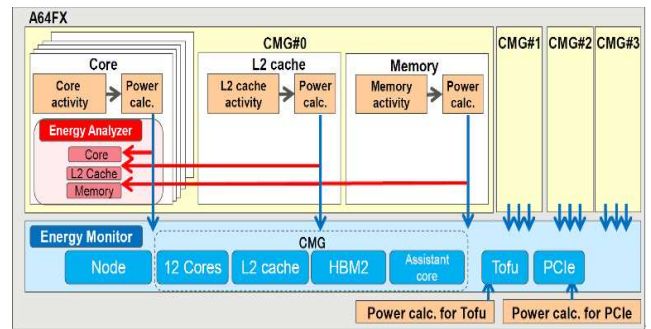 A64FX
CMG#0
CMG#1
CMG#2
CMG#3
Core
L2 cache
Memory
Core
activity
Power
calc.
L2 cache
activity
Power
calc.
Memory
activity
Power
calc.
Energy Analyzer
Core
L2 Cache
Memory
Energy Monitor
CMG
Node
12 Cores
L2 cache
HBM2
Assistant
core
Tofu
PCIe
Power calc. for Tofu
Power calc. for PCIe